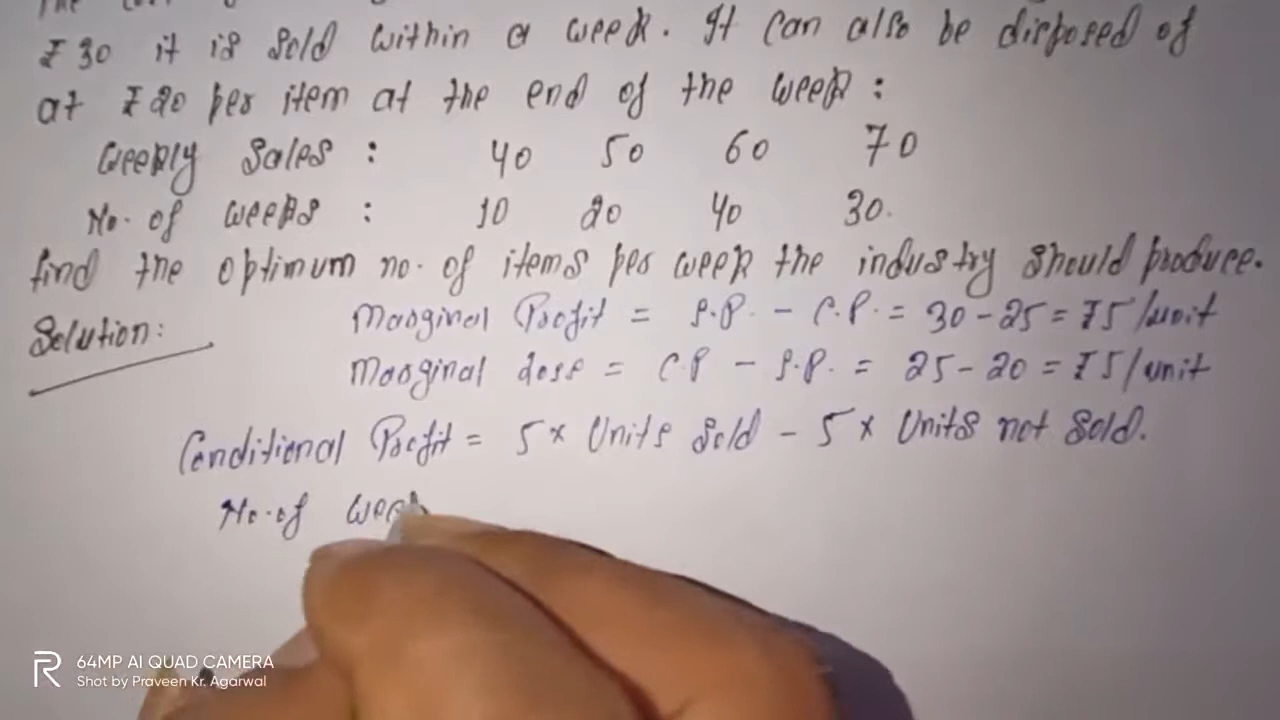 The
₹30 it is sold within a week. It can also be disposed of
at ₹20 per item at the end of the week :
Weekly Sales : 40 50 60 70
No. of weeks : 10 20 40 30.
find the optimum no. of items per week the industry should produce.
Solution:
Marginal Profit = S.P. - C.P. = 30-25 = ₹5/unit
Marginal Loss = C.P - S.P. = 25-20 = ₹5/unit
Conditional Profit = 5 × Units Sold - 5 × Units not Sold.
No. of
64MP AI QUAD CAMERA
Shot by Praveen Kr. Agarwal